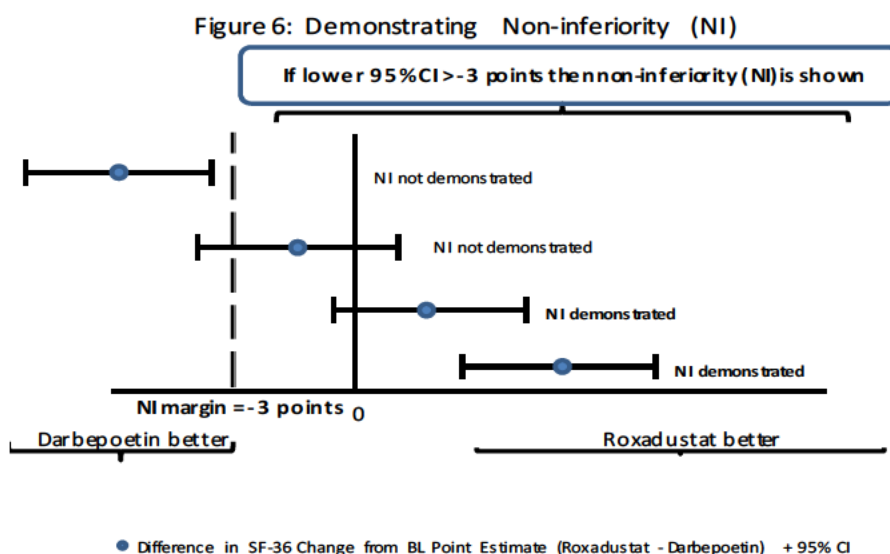 Figure 6: Demonstrating Non-inferiority (NI)
If lower 95%CI>-3 points then non-inferiority (NI) is shown
NI not demonstrated
NI not demonstrated
NI demonstrated
NI demonstrated
NI margin = -3 points 0
Darbepoetin better
Roxadustat better
Difference in SF-36 Change from BL Point Estimate (Roxadustat - Darbepoetin) + 95% CI